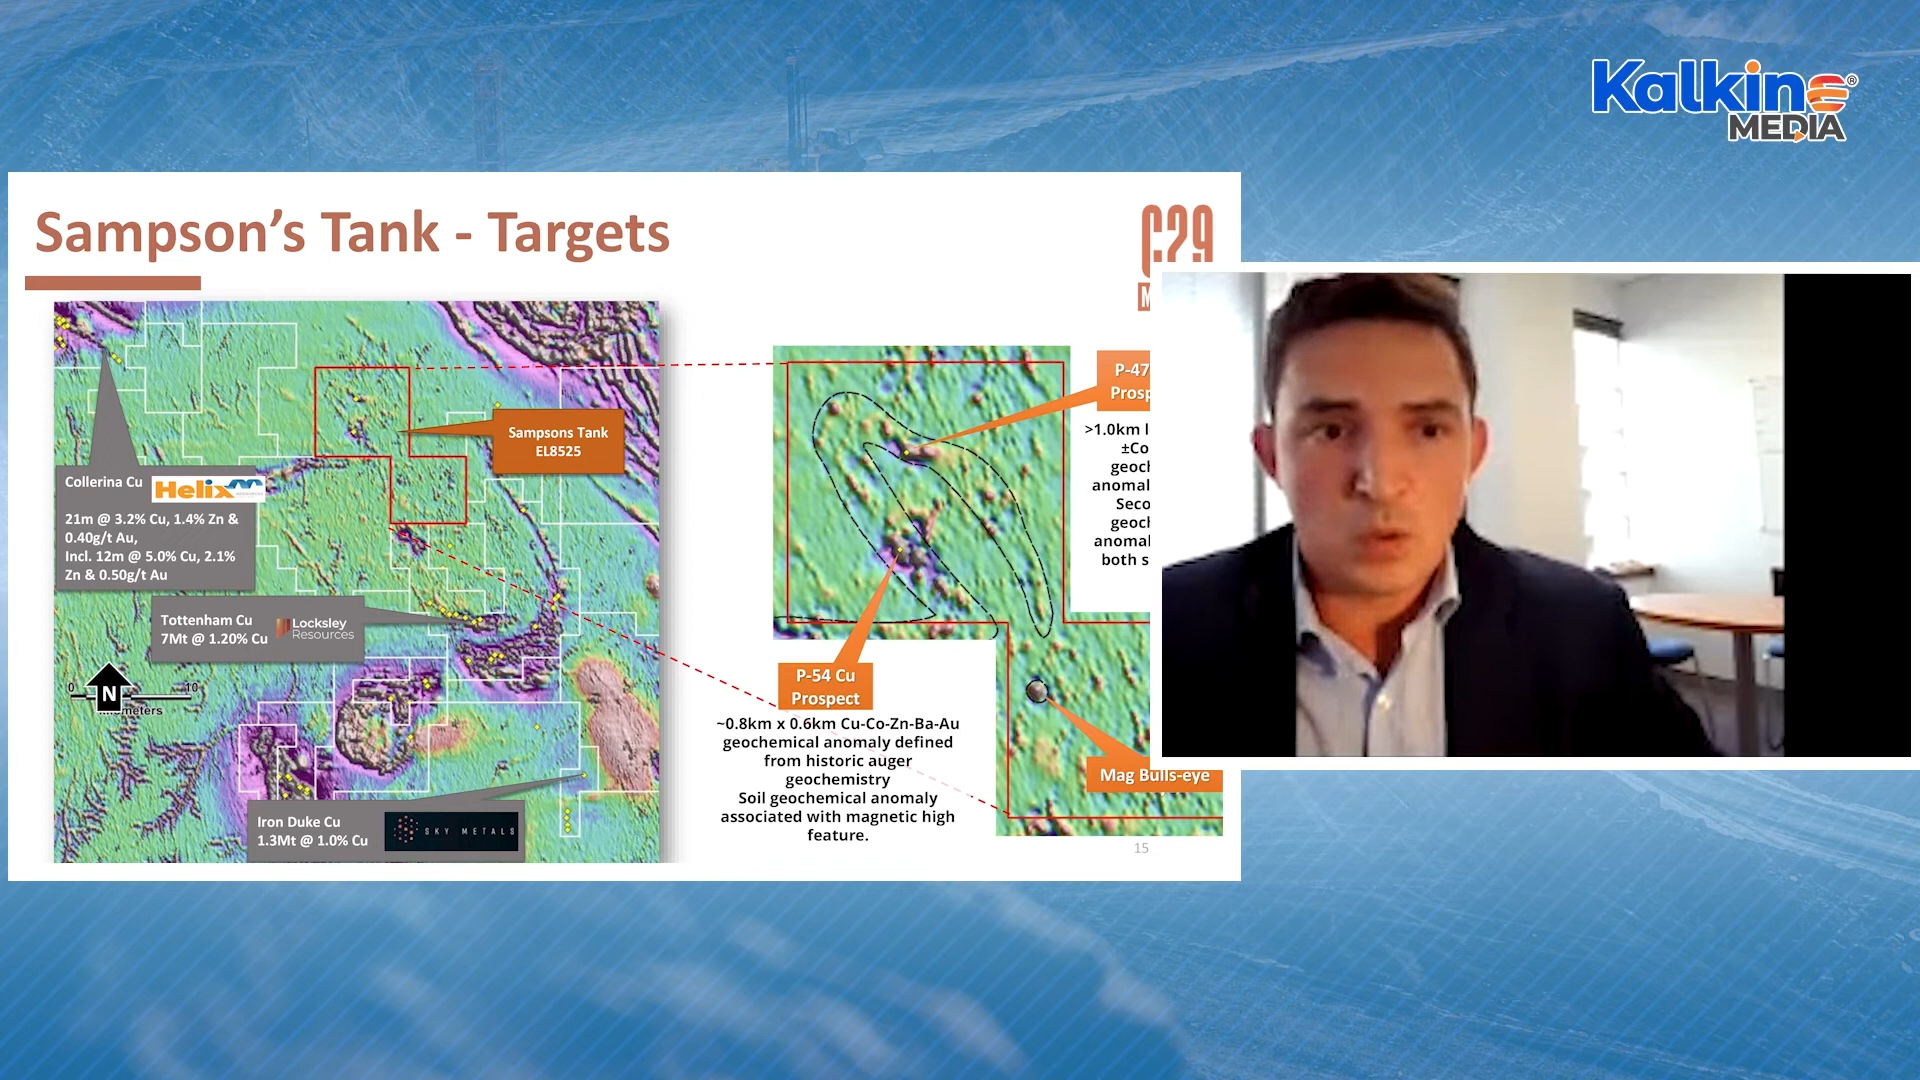 Kalkine®
MEDIA
Sampson's Tank - Targets
C29
Sampsons Tank
EL8525
Collerina Cu
Helix
21m @ 3.2% Cu, 1.4% Zn &
0.40g/t Au,
Incl. 12m @ 5.0% Cu, 2.1%
Zn & 0.50g/t Au
Tottenham Cu
7Mt @ 1.20% Cu
Locksley
Resources
0
10
N
Iron Duke Cu
1.3Mt @ 1.0% Cu
SKY METALS
P-47
>1.0km
±Co
Seco
both s
P-54 Cu
Prospect
~0.8km x 0.6km Cu-Co-Zn-Ba-Au
geochemical anomaly defined
from historic auger
geochemistry
Soil geochemical anomaly
associated with magnetic high
feature.
Mag Bulls-eye
15